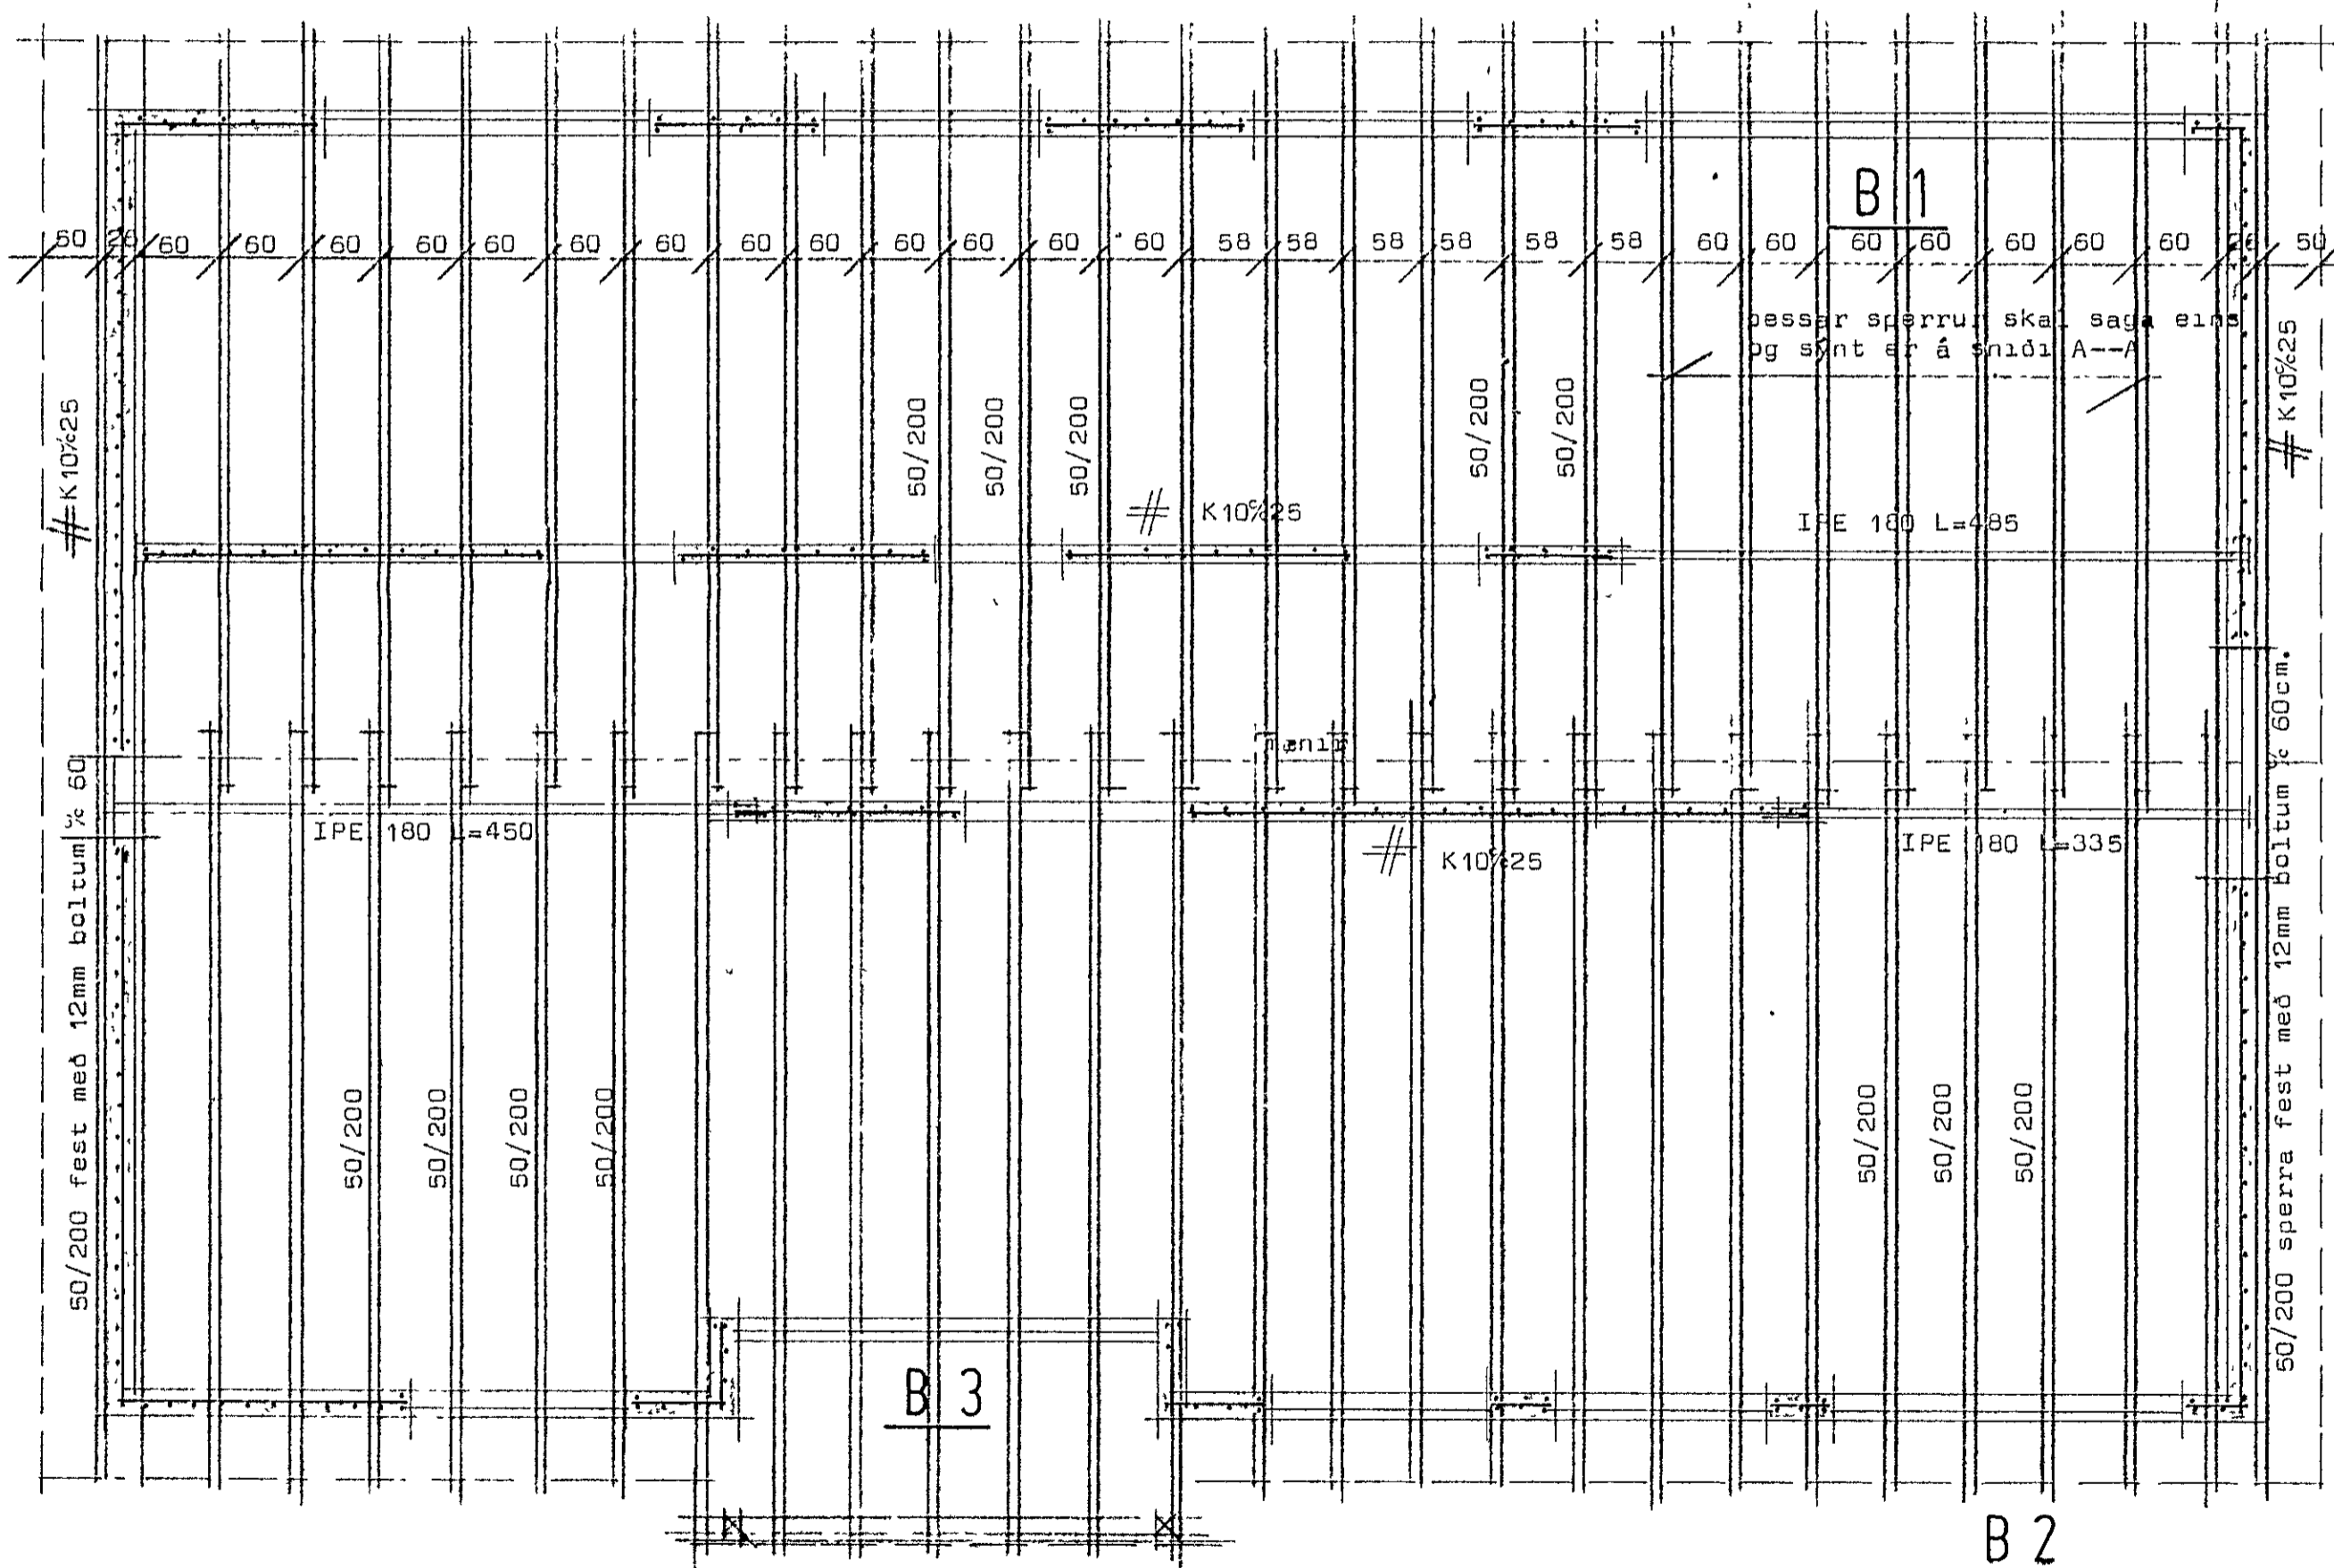 B 1
50 26 60 60 60 60 60 60 60 60 60 60 60 60 60 58 58 58 58 58 58 60 60 60 60 60 60 60 26 50
þessar sperrur skal saga eins
og sýnt er á sniði A--A
K10%25
K10%25
50/200
50/200
50/200
50/200
50/200
K10%25
IPE 180 L=485
mænir
IPE 180 L=450
K10%25
IPE 180 L=335
50/200 fest með 12mm boltum % 60
50/200 sperra fest með 12mm boltum % 60cm.
50/200
50/200
50/200
50/200
50/200
50/200
50/200
B 3
B 2